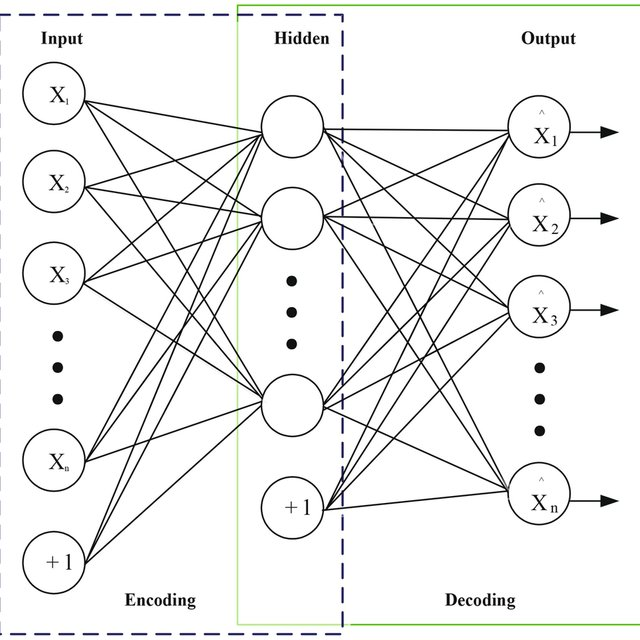 Input Hidden Output
X₁
X₂
X₃
Xₙ
+1
+1
X̂₁
X̂₂
X̂₃
X̂ₙ
Encoding Decoding